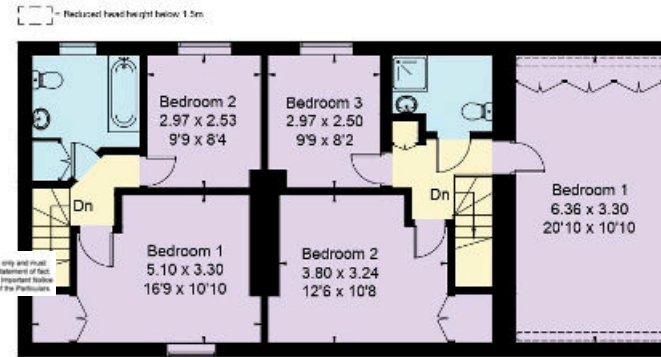 = Reduced head height below 1.5m
Bedroom 2
2.97 x 2.53
9'9 x 8'4
Bedroom 3
2.97 x 2.50
9'9 x 8'2
Dn
Dn
Bedroom 1
6.36 x 3.30
20'10 x 10'10
Bedroom 1
5.10 x 3.30
16'9 x 10'10
Bedroom 2
3.80 x 3.24
12'6 x 10'8
only and must
statement of fact.
Important Notice
of the Particulars.